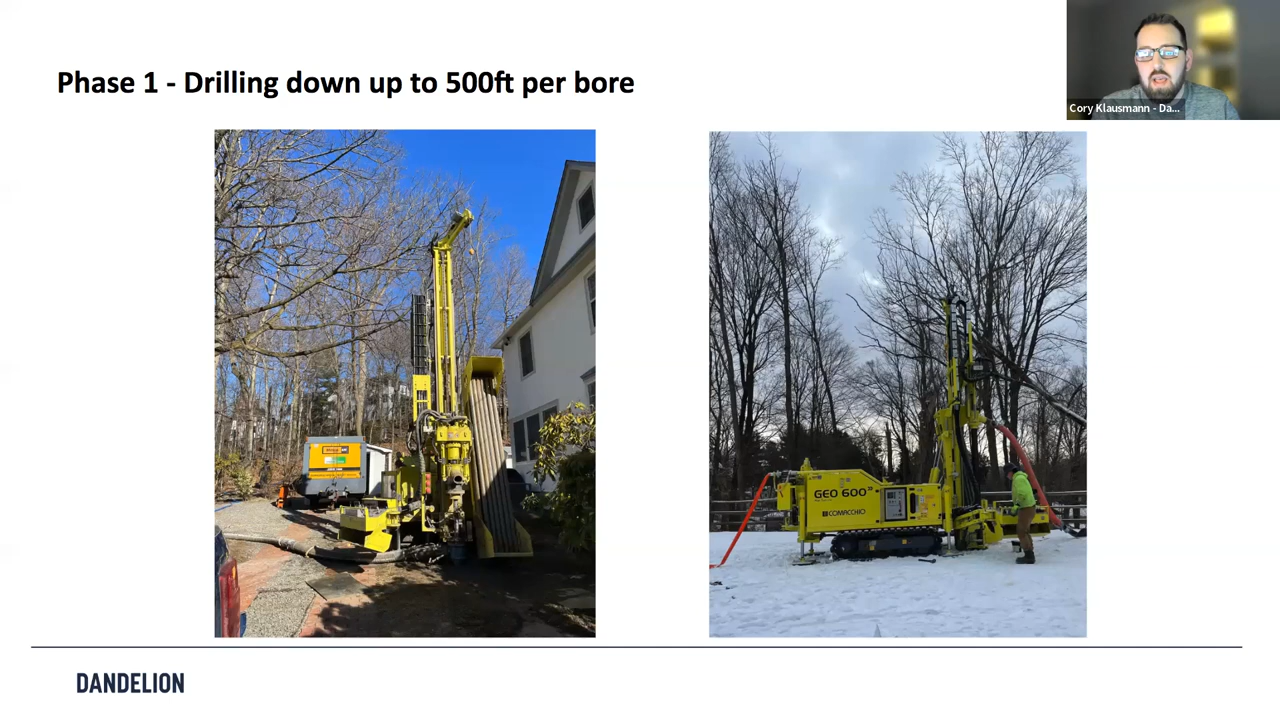 Phase 1 - Drilling down up to 500ft per bore
Cory Klausmann - Da...
GEO 600
COMACCHIO
DANDELION